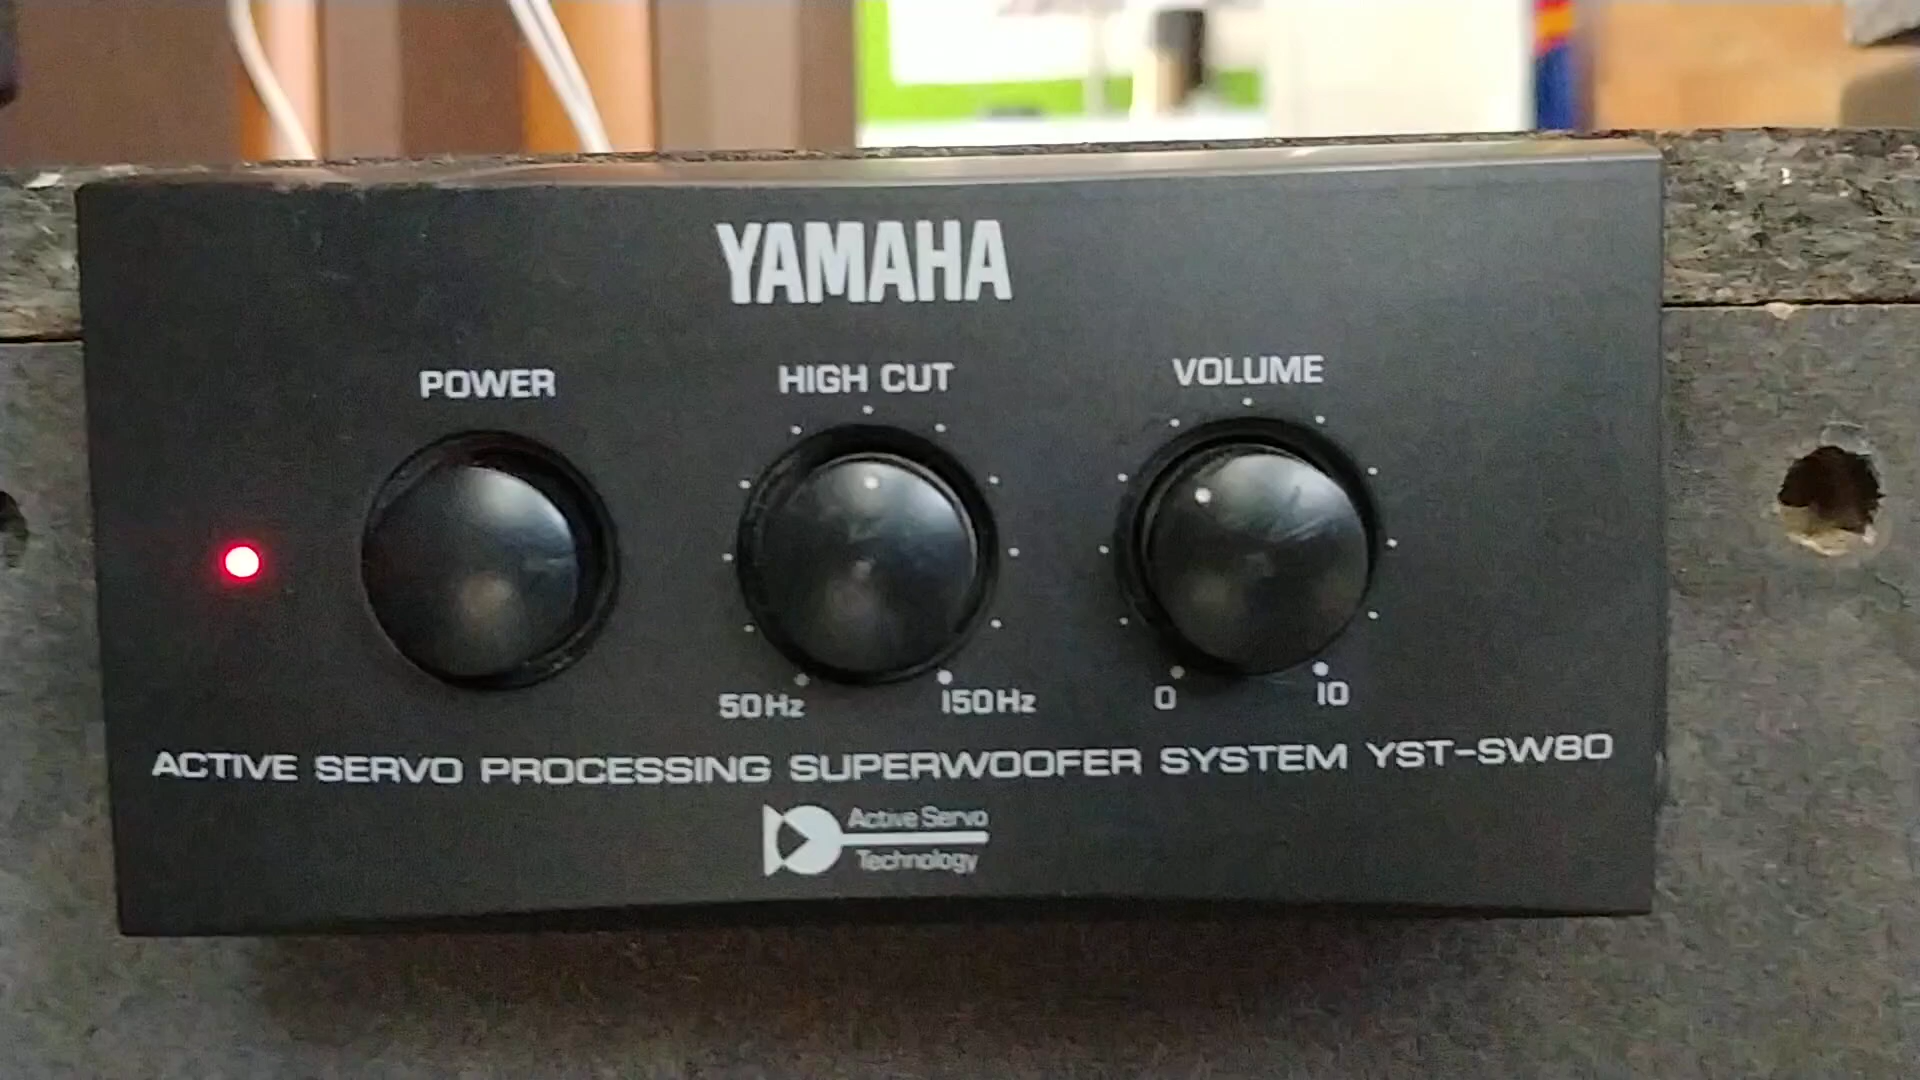 YAMAHA
POWER HIGH CUT VOLUME
50Hz 150Hz 0 10
ACTIVE SERVO PROCESSING SUPERWOOFER SYSTEM YST-SW80
Active Servo
Technology